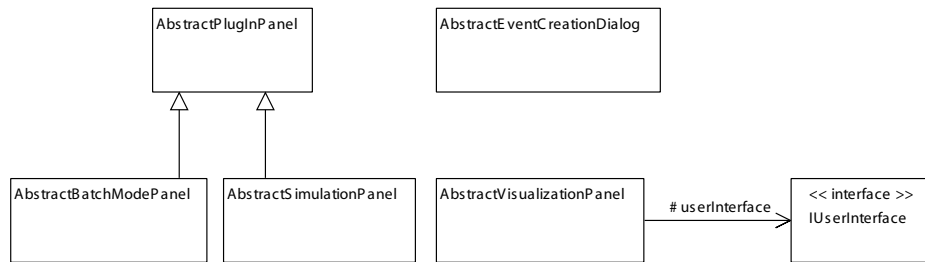 AbstractPlugInPanel
AbstractEventCreationDialog
AbstractBatchModePanel
AbstractSimulationPanel
AbstractVisualizationPanel
# userInterface
<< interface >>
IUserInterface